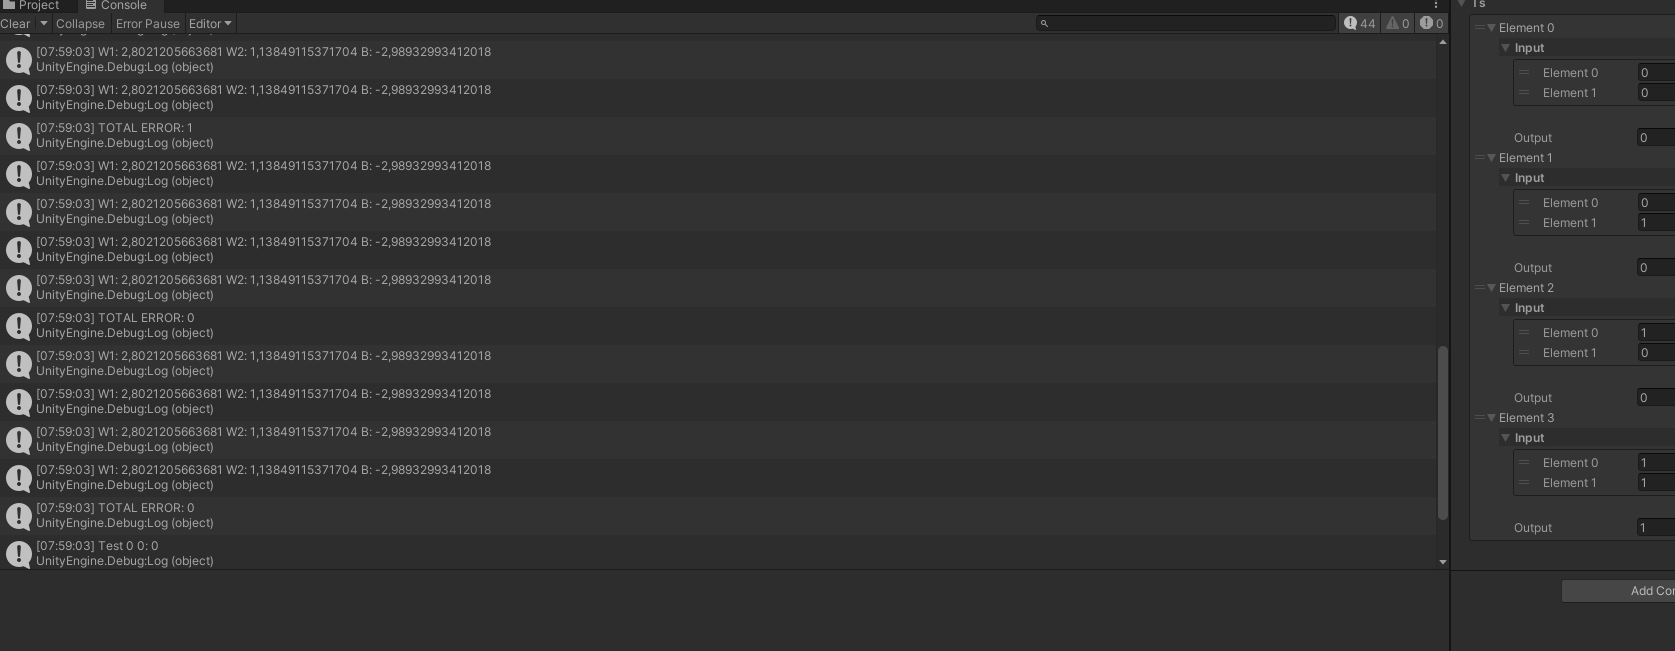 Project Console
Clear Collapse Error Pause Editor 44 0 0
[07:59:03] W1: 2,8021205663681 W2: 1,13849115371704 B: -2,98932993412018
UnityEngine.Debug:Log (object)
[07:59:03] W1: 2,8021205663681 W2: 1,13849115371704 B: -2,98932993412018
UnityEngine.Debug:Log (object)
[07:59:03] TOTAL ERROR: 1
UnityEngine.Debug:Log (object)
[07:59:03] W1: 2,8021205663681 W2: 1,13849115371704 B: -2,98932993412018
UnityEngine.Debug:Log (object)
[07:59:03] W1: 2,8021205663681 W2: 1,13849115371704 B: -2,98932993412018
UnityEngine.Debug:Log (object)
[07:59:03] W1: 2,8021205663681 W2: 1,13849115371704 B: -2,98932993412018
UnityEngine.Debug:Log (object)
[07:59:03] W1: 2,8021205663681 W2: 1,13849115371704 B: -2,98932993412018
UnityEngine.Debug:Log (object)
[07:59:03] TOTAL ERROR: 0
UnityEngine.Debug:Log (object)
[07:59:03] W1: 2,8021205663681 W2: 1,13849115371704 B: -2,98932993412018
UnityEngine.Debug:Log (object)
[07:59:03] W1: 2,8021205663681 W2: 1,13849115371704 B: -2,98932993412018
UnityEngine.Debug:Log (object)
[07:59:03] W1: 2,8021205663681 W2: 1,13849115371704 B: -2,98932993412018
UnityEngine.Debug:Log (object)
[07:59:03] W1: 2,8021205663681 W2: 1,13849115371704 B: -2,98932993412018
UnityEngine.Debug:Log (object)
[07:59:03] TOTAL ERROR: 0
UnityEngine.Debug:Log (object)
[07:59:03] Test 0 0: 0
UnityEngine.Debug:Log (object)
Ts
Element 0
Input
Element 0 0
Element 1 0
Output 0
Element 1
Input
Element 0 0
Element 1 1
Output 0
Element 2
Input
Element 0 1
Element 1 0
Output 0
Element 3
Input
Element 0 1
Element 1 1
Output 1
Add Cor